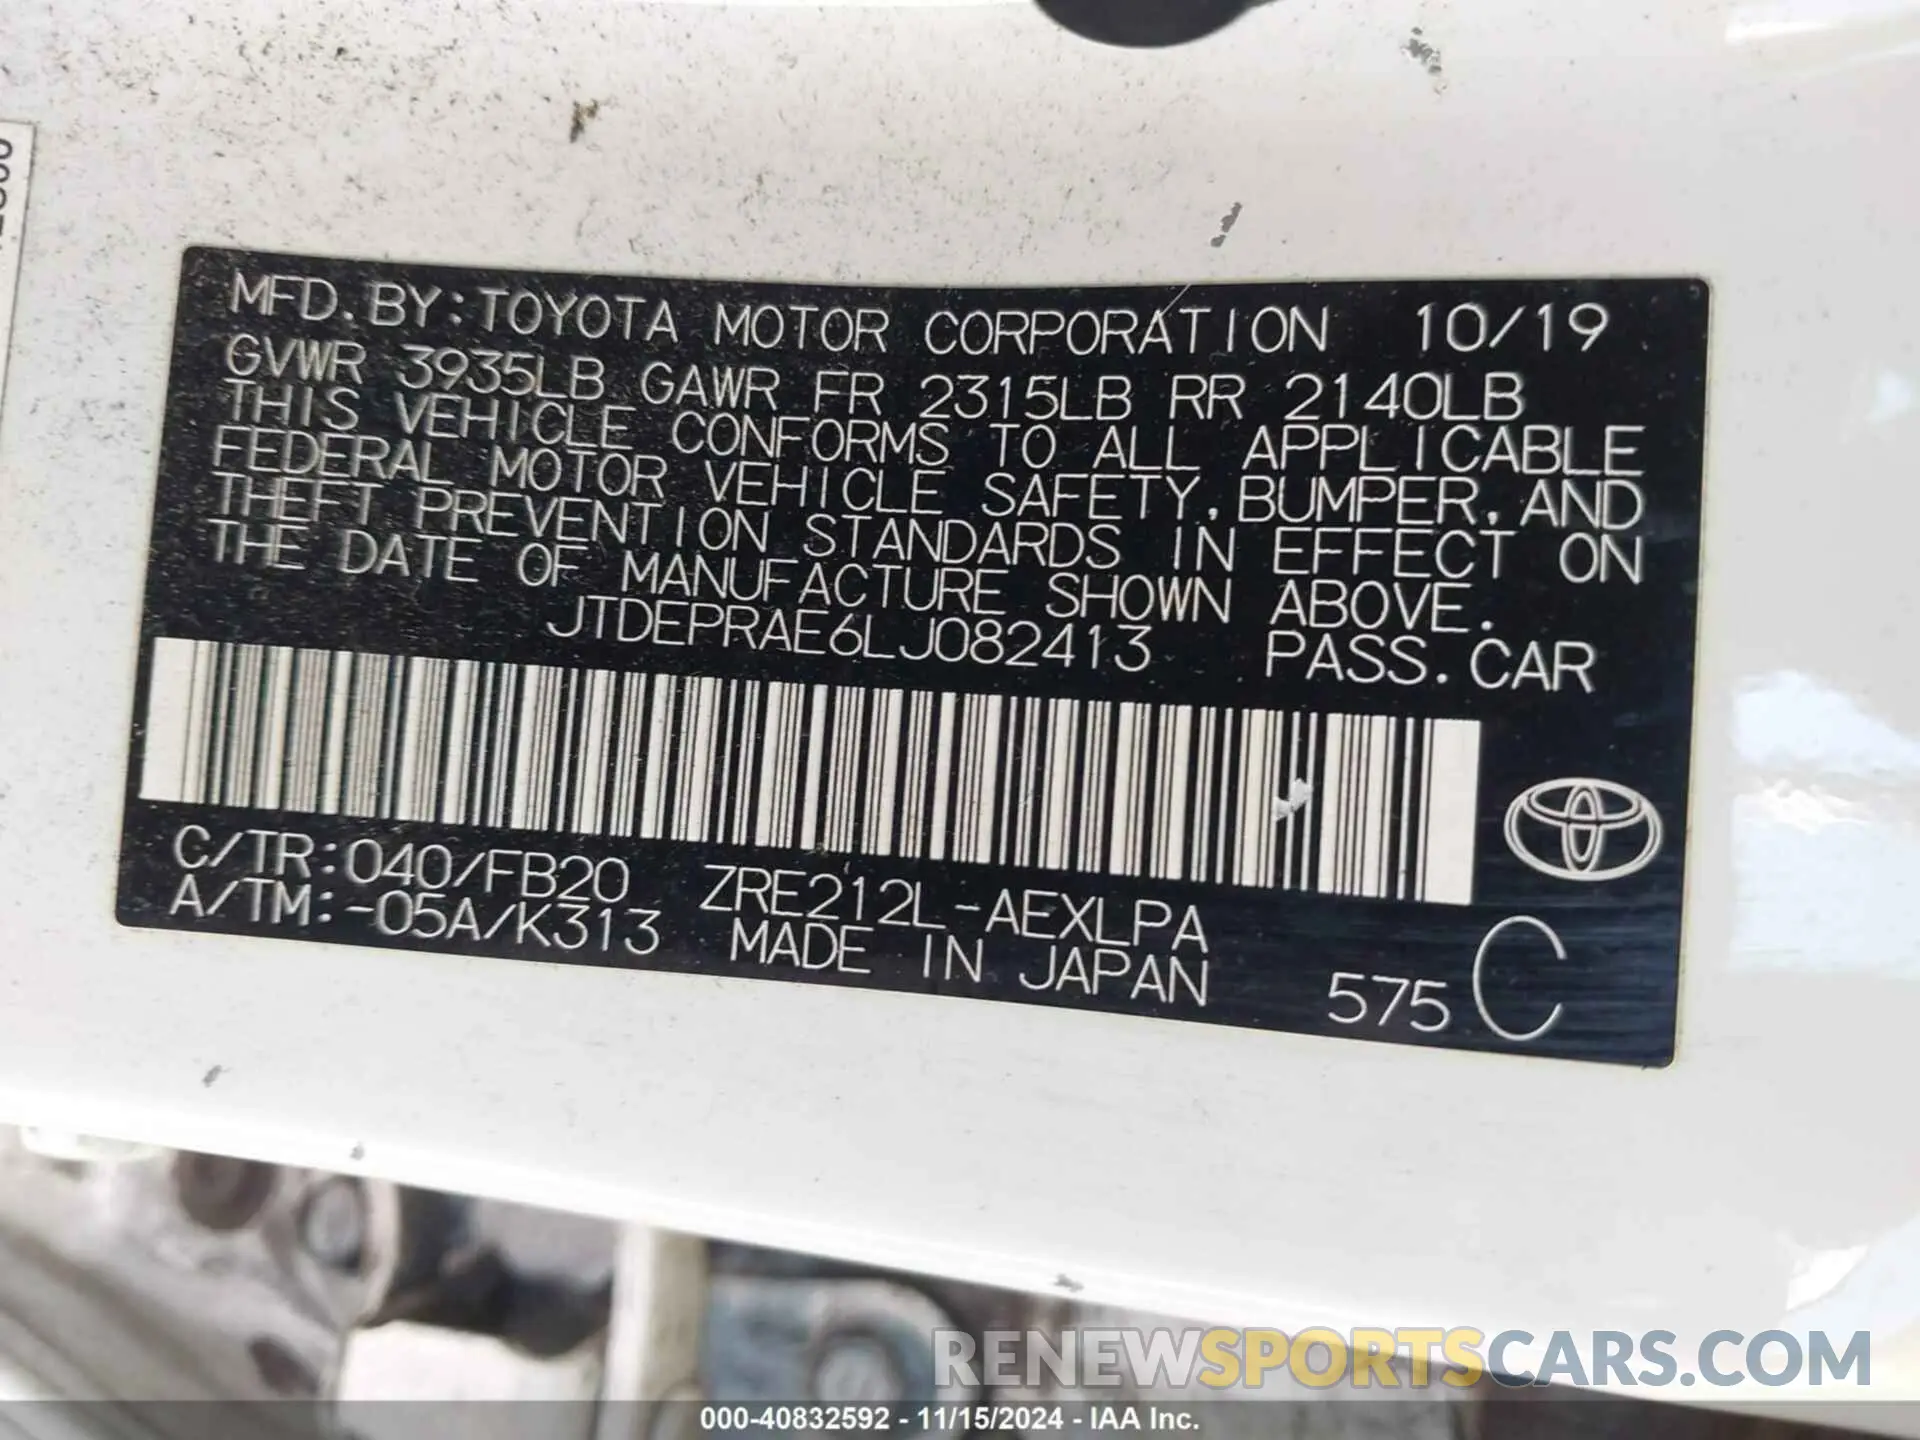 MFD. BY: TOYOTA MOTOR CORPORATION 10/19
GVWR 3935LB GAWR FR 2315LB RR 2140LB
THIS VEHICLE CONFORMS TO ALL APPLICABLE
FEDERAL MOTOR VEHICLE SAFETY, BUMPER, AND
THEFT PREVENTION STANDARDS IN EFFECT ON
THE DATE OF MANUFACTURE SHOWN ABOVE.
JTDEPRAE6LJ082413 PASS. CAR
C/TR: 040/FB20 ZRE212L-AEXLPA
A/TM: -05A/K313 MADE IN JAPAN 575 C
RENEWSPORTSCARS.COM
000-40832592 - 11/15/2024 - IAA Inc.